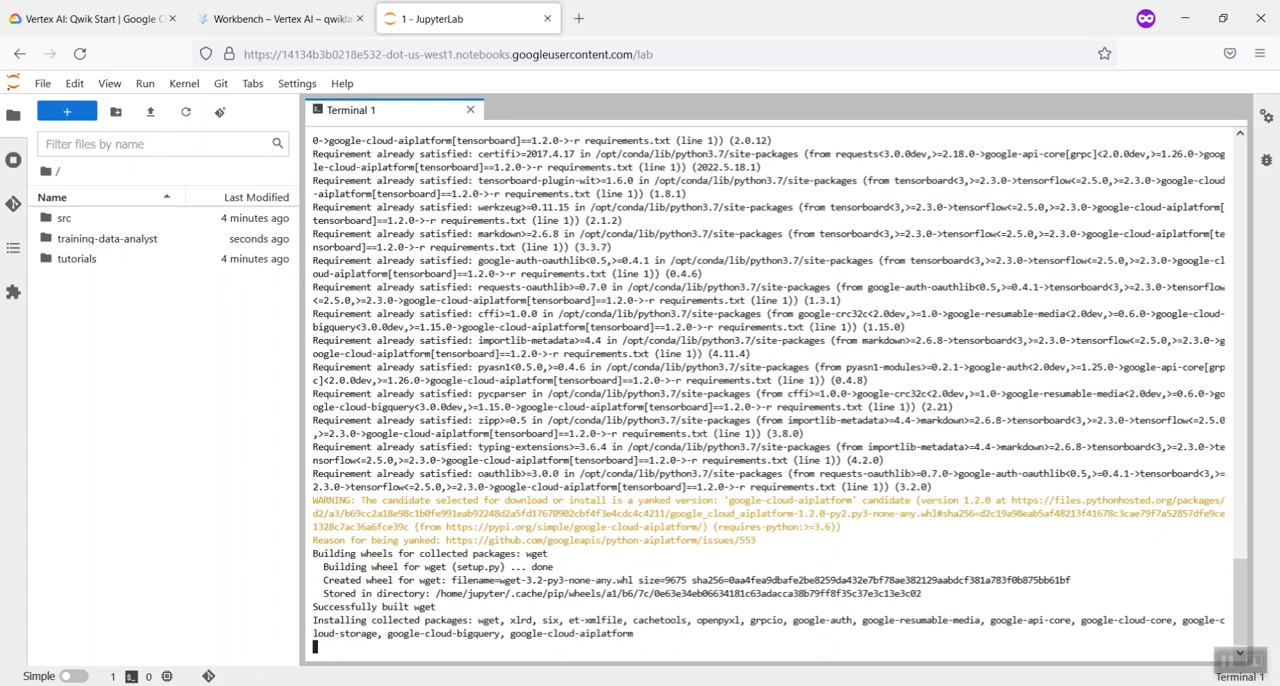 Vertex AI: Qwik Start | Google C
Workbench – Vertex AI – qwikla
1 - JupyterLab
https://14134b3b0218e532-dot-us-west1.notebooks.googleusercontent.com/lab
File Edit View Run Kernel Git Tabs Settings Help
Filter files by name
/
Name Last Modified
src 4 minutes ago
training-data-analyst seconds ago
tutorials 4 minutes ago
Terminal 1
0->google-cloud-aiplatform[tensorboard]==1.2.0->-r requirements.txt (line 1)) (2.0.12)
Requirement already satisfied: certifi>=2017.4.17 in /opt/conda/lib/python3.7/site-packages (from requests<3.0.0dev,>=2.18.0->google-api-core[grpc]<2.0.0dev,>=1.26.0->goog
le-cloud-aiplatform[tensorboard]==1.2.0->-r requirements.txt (line 1)) (2022.5.18.1)
Requirement already satisfied: tensorboard-plugin-wit>=1.6.0 in /opt/conda/lib/python3.7/site-packages (from tensorboard<3,>=2.3.0->tensorflow<=2.5.0,>=2.3.0->google-cloud
-aiplatform[tensorboard]==1.2.0->-r requirements.txt (line 1)) (1.8.1)
Requirement already satisfied: werkzeug>=0.11.15 in /opt/conda/lib/python3.7/site-packages (from tensorboard<3,>=2.3.0->tensorflow<=2.5.0,>=2.3.0->google-cloud-aiplatform[
tensorboard]==1.2.0->-r requirements.txt (line 1)) (2.1.2)
Requirement already satisfied: markdown>=2.6.8 in /opt/conda/lib/python3.7/site-packages (from tensorboard<3,>=2.3.0->tensorflow<=2.5.0,>=2.3.0->google-cloud-aiplatform[te
nsorboard]==1.2.0->-r requirements.txt (line 1)) (3.3.7)
Requirement already satisfied: google-auth-oauthlib<0.5,>=0.4.1 in /opt/conda/lib/python3.7/site-packages (from tensorboard<3,>=2.3.0->tensorflow<=2.5.0,>=2.3.0->google-cl
oud-aiplatform[tensorboard]==1.2.0->-r requirements.txt (line 1)) (0.4.6)
Requirement already satisfied: requests-oauthlib>=0.7.0 in /opt/conda/lib/python3.7/site-packages (from google-auth-oauthlib<0.5,>=0.4.1->tensorboard<3,>=2.3.0->tensorflow
<=2.5.0,>=2.3.0->google-cloud-aiplatform[tensorboard]==1.2.0->-r requirements.txt (line 1)) (1.3.1)
Requirement already satisfied: cffi>=1.0.0 in /opt/conda/lib/python3.7/site-packages (from google-crc32c<2.0dev,>=1.0->google-resumable-media<2.0dev,>=0.6.0->google-cloud-
bigquery<3.0.0dev,>=1.15.0->google-cloud-aiplatform[tensorboard]==1.2.0->-r requirements.txt (line 1)) (1.15.0)
Requirement already satisfied: importlib-metadata>=4.4 in /opt/conda/lib/python3.7/site-packages (from markdown>=2.6.8->tensorboard<3,>=2.3.0->tensorflow<=2.5.0,>=2.3.0->g
oogle-cloud-aiplatform[tensorboard]==1.2.0->-r requirements.txt (line 1)) (4.11.4)
Requirement already satisfied: pyasn1<0.5.0,>=0.4.6 in /opt/conda/lib/python3.7/site-packages (from pyasn1-modules>=0.2.1->google-auth<2.0dev,>=1.25.0->google-api-core[grp
c]<2.0.0dev,>=1.26.0->google-cloud-aiplatform[tensorboard]==1.2.0->-r requirements.txt (line 1)) (0.4.8)
Requirement already satisfied: pycparser in /opt/conda/lib/python3.7/site-packages (from cffi>=1.0.0->google-crc32c<2.0dev,>=1.0->google-resumable-media<2.0dev,>=0.6.0->go
ogle-cloud-bigquery<3.0.0dev,>=1.15.0->google-cloud-aiplatform[tensorboard]==1.2.0->-r requirements.txt (line 1)) (2.21)
Requirement already satisfied: zipp>=0.5 in /opt/conda/lib/python3.7/site-packages (from importlib-metadata>=4.4->markdown>=2.6.8->tensorboard<3,>=2.3.0->tensorflow<=2.5.0
,>=2.3.0->google-cloud-aiplatform[tensorboard]==1.2.0->-r requirements.txt (line 1)) (3.8.0)
Requirement already satisfied: typing-extensions>=3.6.4 in /opt/conda/lib/python3.7/site-packages (from importlib-metadata>=4.4->markdown>=2.6.8->tensorboard<3,>=2.3.0->te
nsorflow<=2.5.0,>=2.3.0->google-cloud-aiplatform[tensorboard]==1.2.0->-r requirements.txt (line 1)) (4.2.0)
Requirement already satisfied: oauthlib>=3.0.0 in /opt/conda/lib/python3.7/site-packages (from requests-oauthlib>=0.7.0->google-auth-oauthlib<0.5,>=0.4.1->tensorboard<3,>=
2.3.0->tensorflow<=2.5.0,>=2.3.0->google-cloud-aiplatform[tensorboard]==1.2.0->-r requirements.txt (line 1)) (3.2.0)
WARNING: The candidate selected for download or install is a yanked version: 'google-cloud-aiplatform' candidate (version 1.2.0 at https://files.pythonhosted.org/packages/
d2/a3/b69cc2a18e98c1b0fe991eab92248d2a5fd17670902cbf4f3e4cdc4c4211/google_cloud_aiplatform-1.2.0-py2.py3-none-any.whl#sha256=d2c19a98eab5af48213f41678c3cae79f7a52857dfe9ce
1328c7ac36a6fce39c (from https://pypi.org/simple/google-cloud-aiplatform/) (requires-python:>=3.6))
Reason for being yanked: https://github.com/googleapis/python-aiplatform/issues/553
Building wheels for collected packages: wget
Building wheel for wget (setup.py) ... done
Created wheel for wget: filename=wget-3.2-py3-none-any.whl size=9675 sha256=0aa4fea9dbafe2be8259da432e7bf78ae382129aabdcf381a783f0b875bb61bf
Stored in directory: /home/jupyter/.cache/pip/wheels/a1/b6/7c/0e63e34eb06634181c63adacca38b79ff8f35c37e3c13e3c02
Successfully built wget
Installing collected packages: wget, xlrd, six, et-xmlfile, cachetools, openpyxl, grpcio, google-auth, google-resumable-media, google-api-core, google-cloud-core, google-c
loud-storage, google-cloud-bigquery, google-cloud-aiplatform
Simple 1 0 Terminal 1